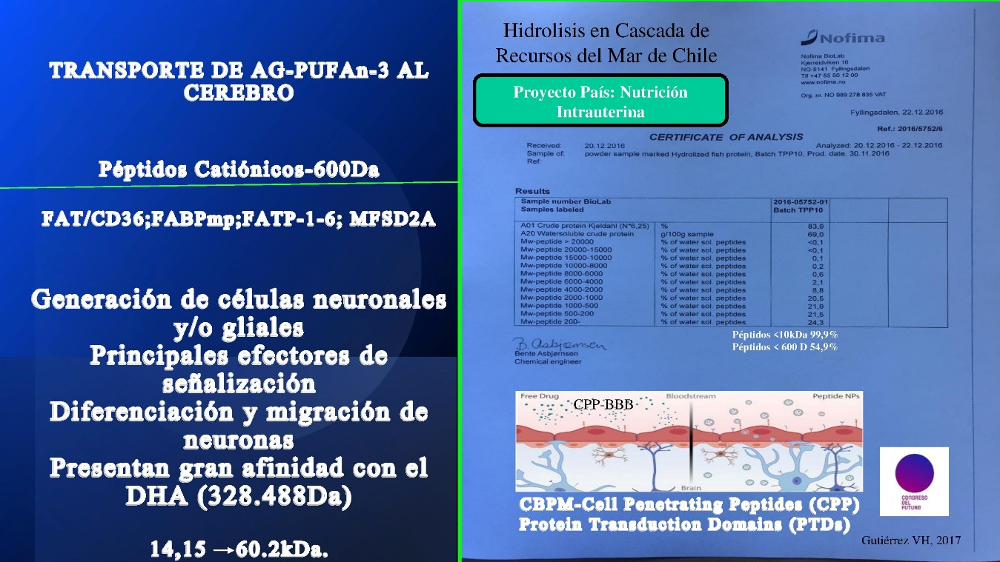 TRANSPORTE DE AG-PUFAn-3 AL
CEREBRO
Péptidos Catiónicos-600Da
FAT/CD36;FABPmp;FATP-1-6; MFSD2A
Generación de células neuronales
y/o gliales
Principales efectores de
señalización
Diferenciación y migración de
neuronas
Presentan gran afinidad con el
DHA (328.488Da)
14,15 →60.2kDa.
Hidrolisis en Cascada de
Recursos del Mar de Chile
Proyecto País: Nutrición
Intrauterina
Nofima
Nofima BioLab
Kjerreidviken 16
NO-5141 Fyllingsdalen
Tlf +47 55 50 12 00
www.nofima.no
Org. nr. NO 989 278 835 VAT
Fyllingsdalen, 22.12.2016
Ref.: 2016/5752/6
CERTIFICATE OF ANALYSIS
Received: 20.12.2016 Analyzed: 20.12.2016 - 22.12.2016
Sample of: powder sample marked Hydrolized fish protein, Batch TPP10, Prod. date. 30.11.2016
Ref:
Results
Sample number BioLab 2016-05752-01
Samples labeled Batch TPP10
A01 Crude protein Kjeldahl (N*6,25) % 83,9
A20 Watersoluble crude protein g/100g sample 69,0
Mw-peptide > 20000 % of water sol. peptides <0,1
Mw-peptide 20000-15000 % of water sol. peptides <0,1
Mw-peptide 15000-10000 % of water sol. peptides 0,1
Mw-peptide 10000-8000 % of water sol. peptides 0,2
Mw-peptide 8000-6000 % of water sol. peptides 0,6
Mw-peptide 6000-4000 % of water sol. peptides 2,1
Mw-peptide 4000-2000 % of water sol. peptides 8,8
Mw-peptide 2000-1000 % of water sol. peptides 20,5
Mw-peptide 1000-500 % of water sol. peptides 21,9
Mw-peptide 500-200 % of water sol. peptides 21,5
Mw-peptide 200- % of water sol. peptides 24,3
Péptidos <10kDa 99,9%
Péptidos < 600 D 54,9%
B. Asbjørnsen
Bente Asbjørnsen
Chemical engineer
Free Drug CPP-BBB Bloodstream Peptide NPs
Brain
CBPM-Cell Penetrating Peptides (CPP)
Protein Transduction Domains (PTDs)
CONGRESO
DEL
FUTURO
Gutiérrez VH, 2017